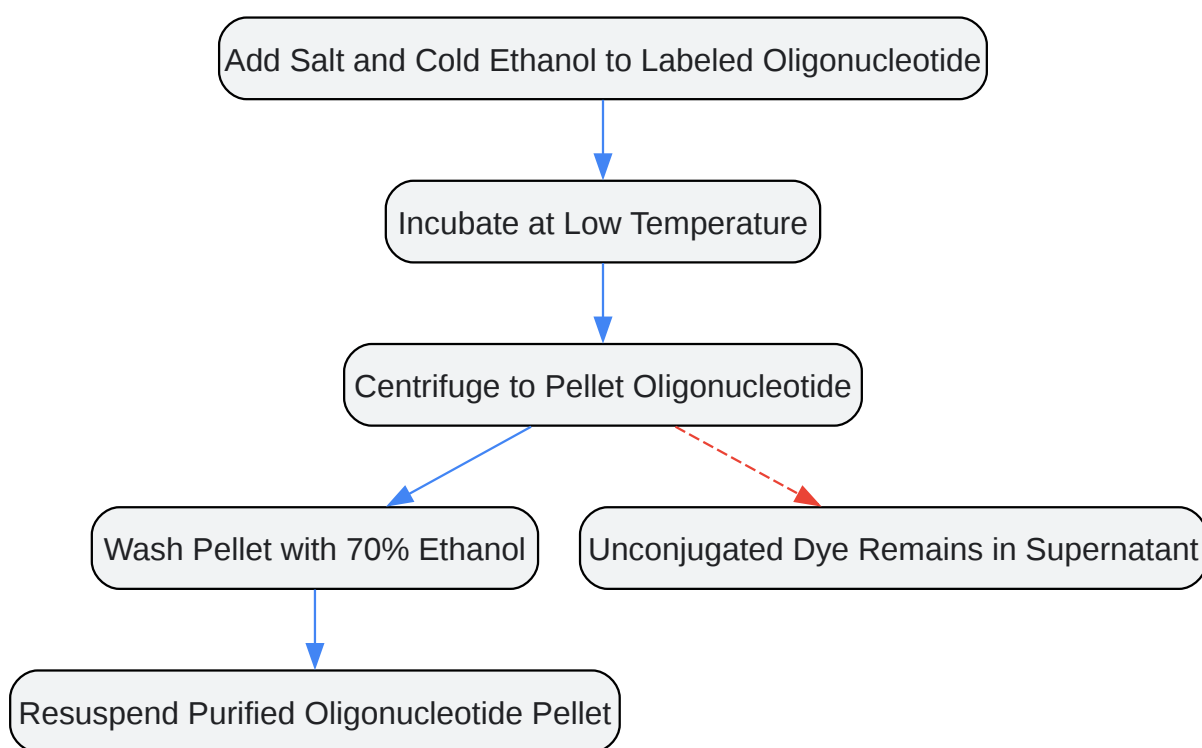 Add Salt and Cold Ethanol to Labeled Oligonucleotide
Incubate at Low Temperature
Centrifuge to Pellet Oligonucleotide
Wash Pellet with 70% Ethanol
Unconjugated Dye Remains in Supernatant
Resuspend Purified Oligonucleotide Pellet